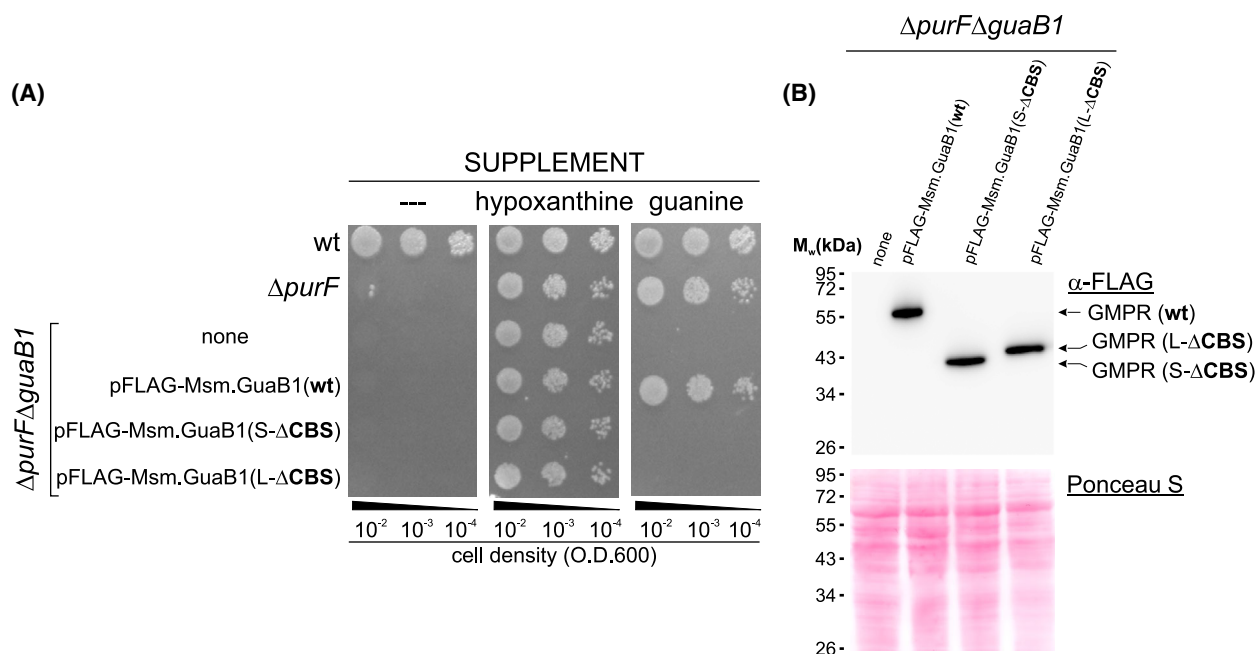 (A)
SUPPLEMENT
--- hypoxanthine guanine
wt
ΔpurF
ΔpurFΔguaB1
none
pFLAG-Msm.GuaB1(wt)
pFLAG-Msm.GuaB1(S-ΔCBS)
pFLAG-Msm.GuaB1(L-ΔCBS)
10-2 10-3 10-4 10-2 10-3 10-4 10-2 10-3 10-4
cell density (O.D.600)
(B)
ΔpurFΔguaB1
none
pFLAG-Msm.GuaB1(wt)
pFLAG-Msm.GuaB1(S-ΔCBS)
pFLAG-Msm.GuaB1(L-ΔCBS)
Mw(kDa)
95-
72-
55-
43-
34-
26-
α-FLAG
GMPR (wt)
GMPR (L-ΔCBS)
GMPR (S-ΔCBS)
95-
72-
55-
43-
34-
26-
Ponceau S